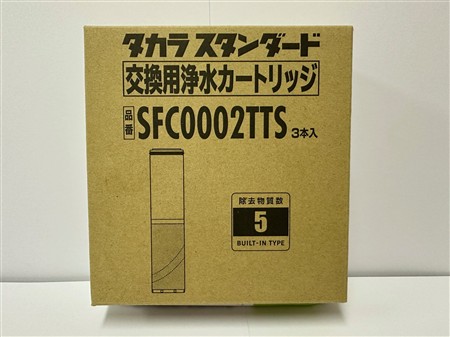 タカラスタンダード
交換用浄水カートリッジ
品番 SFC0002TTS 3本入
除去物質数
5
BUILT-IN TYPE